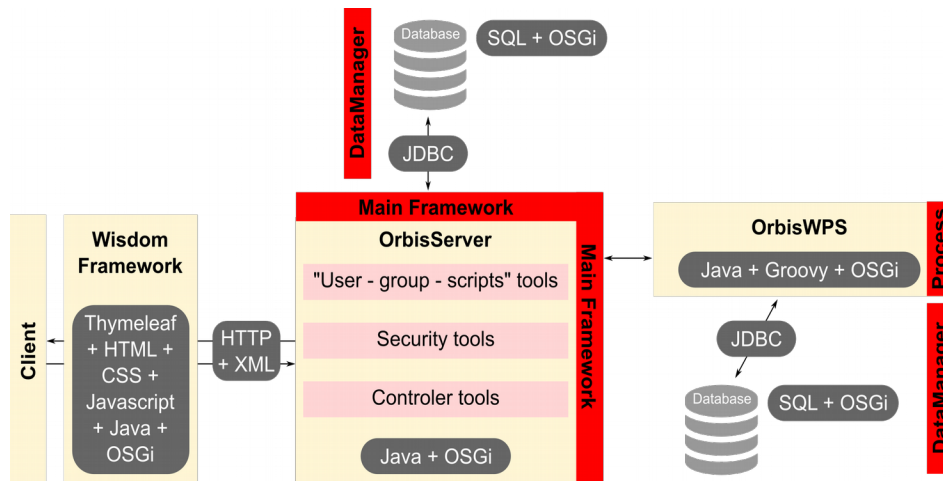 DataManager
Database
SQL + OSGi
JDBC
Client
Wisdom
Framework
Thymeleaf
+ HTML +
CSS +
Javascript
+ Java +
OSGi
HTTP
+ XML
Main Framework
OrbisServer
"User - group - scripts" tools
Security tools
Controler tools
Java + OSGi
Main Framework
OrbisWPS
Java + Groovy + OSGi
Process
JDBC
Database
SQL + OSGi
DataManager